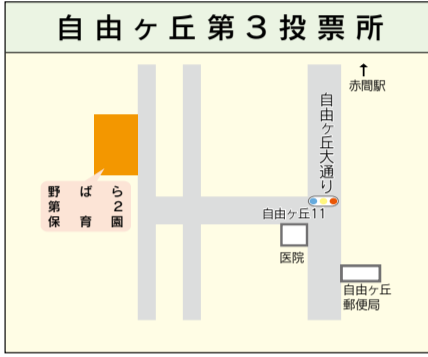 自由ヶ丘第3投票所
↑
赤間駅
自由ヶ丘大通り
野ばら
第2
保育園
自由ヶ丘11
医院
自由ヶ丘
郵便局